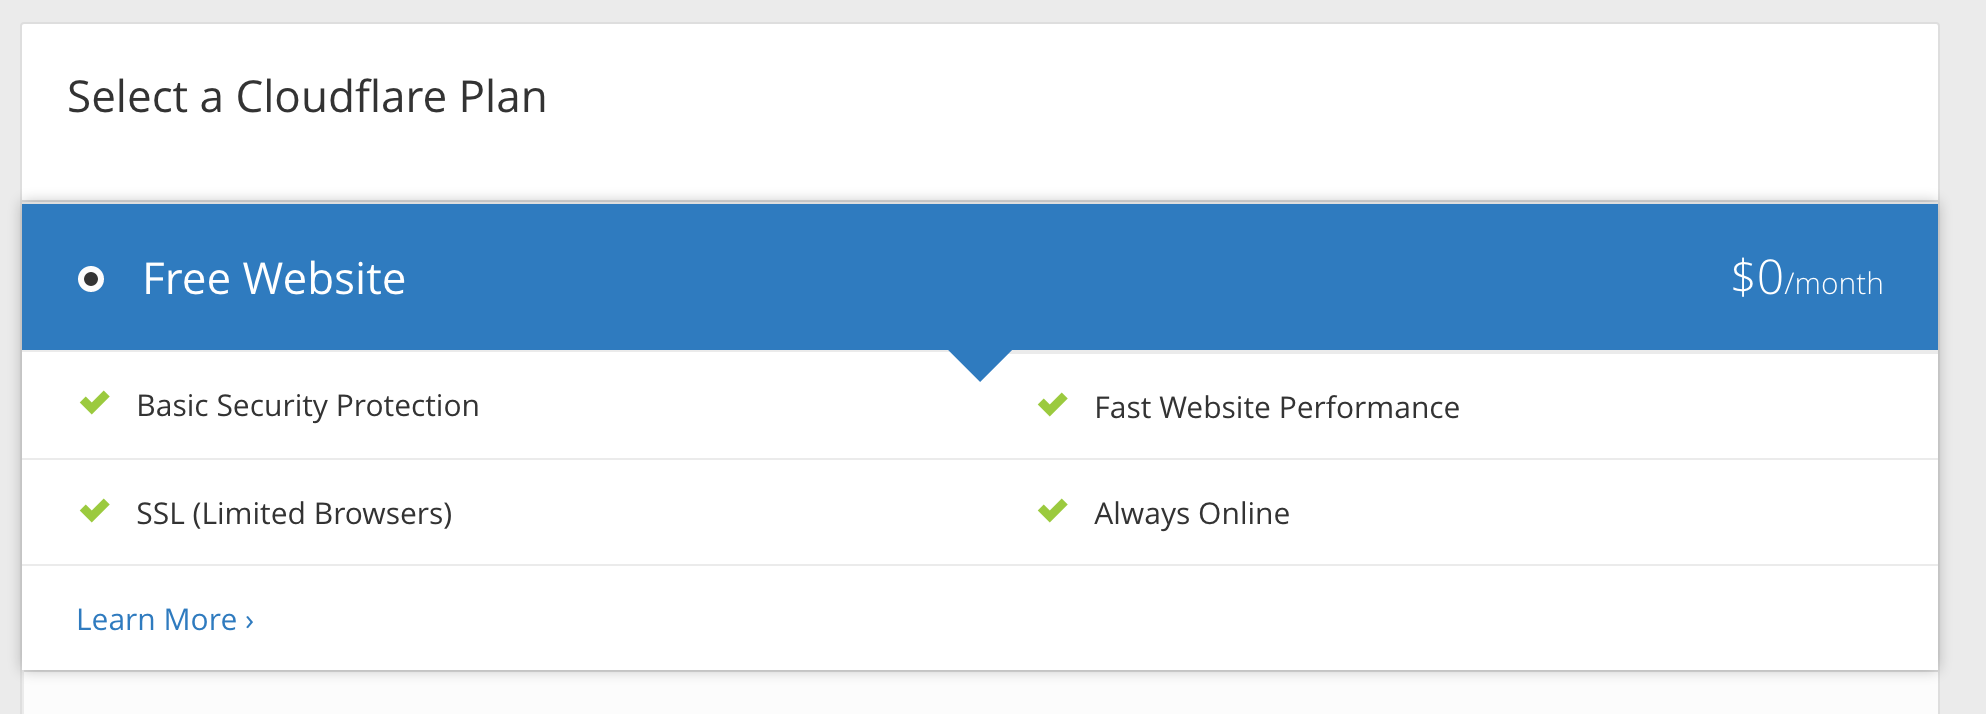 Select a Cloudflare Plan
Free Website
$0/month
Basic Security Protection
Fast Website Performance
SSL (Limited Browsers)
Always Online
Learn More ›